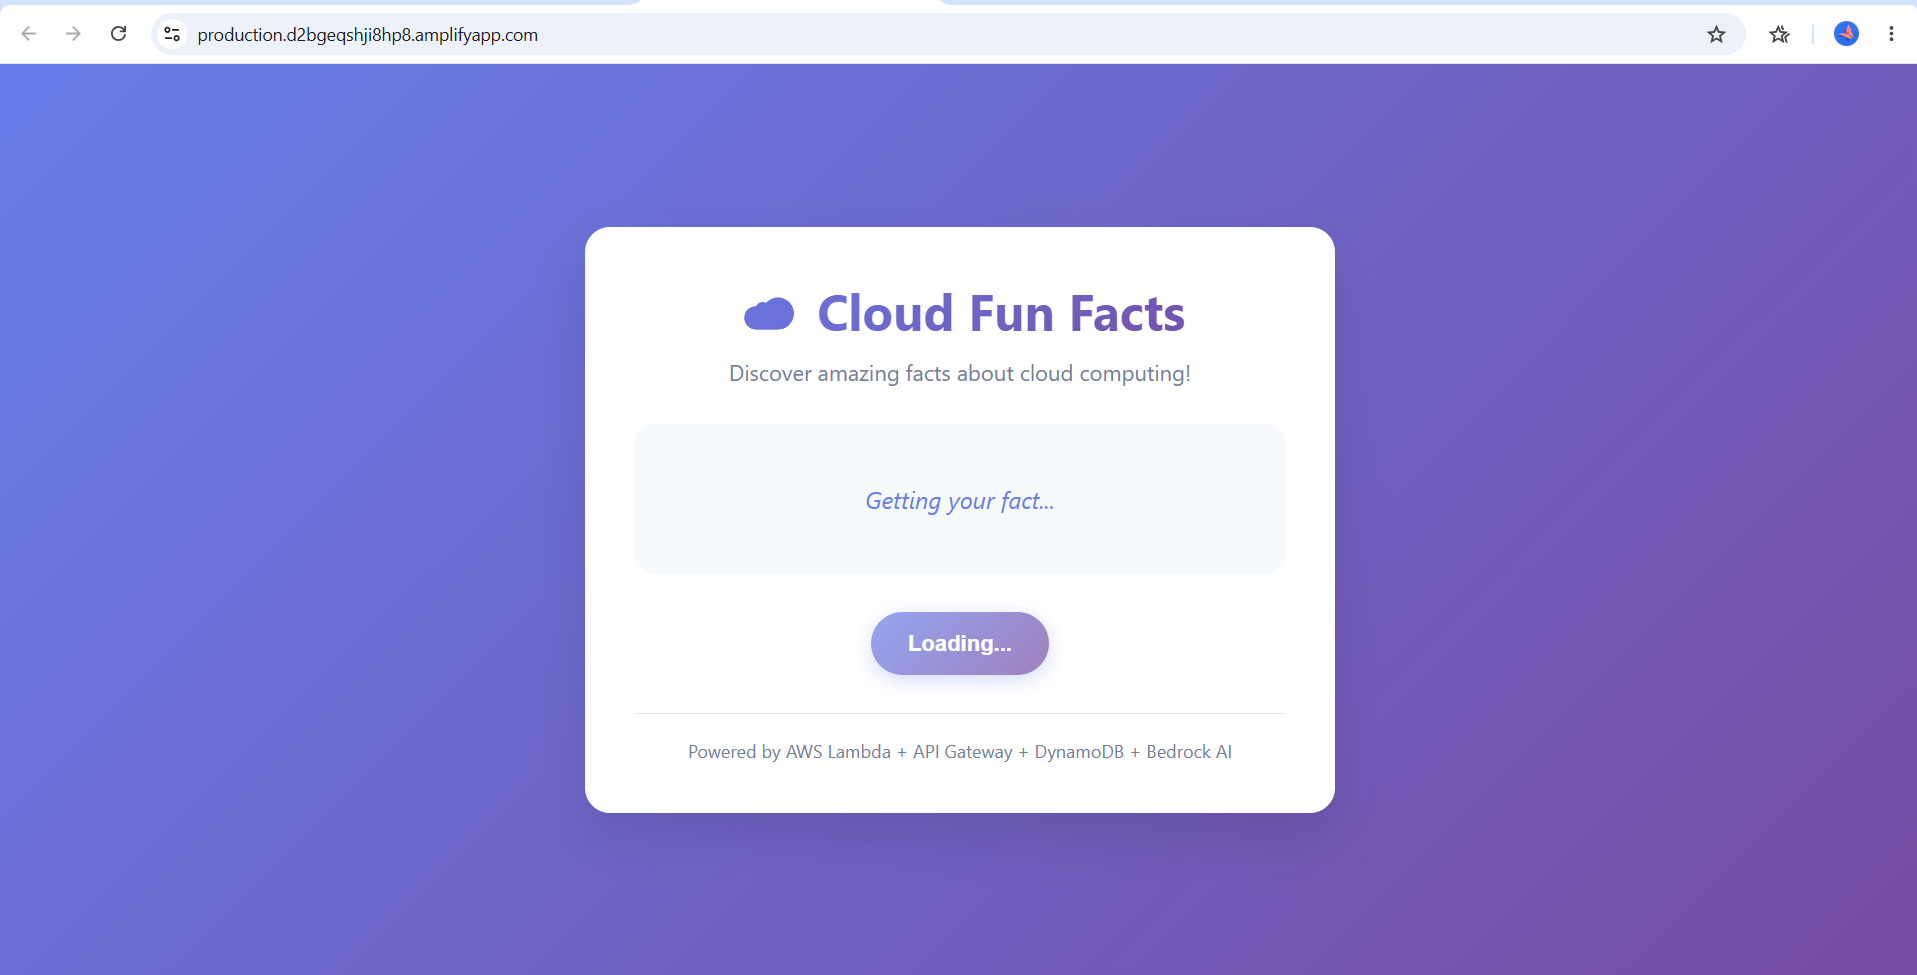 production.d2bgeqshji8hp8.amplifyapp.com
Cloud Fun Facts
Discover amazing facts about cloud computing!
Getting your fact...
Loading...
Powered by AWS Lambda + API Gateway + DynamoDB + Bedrock AI